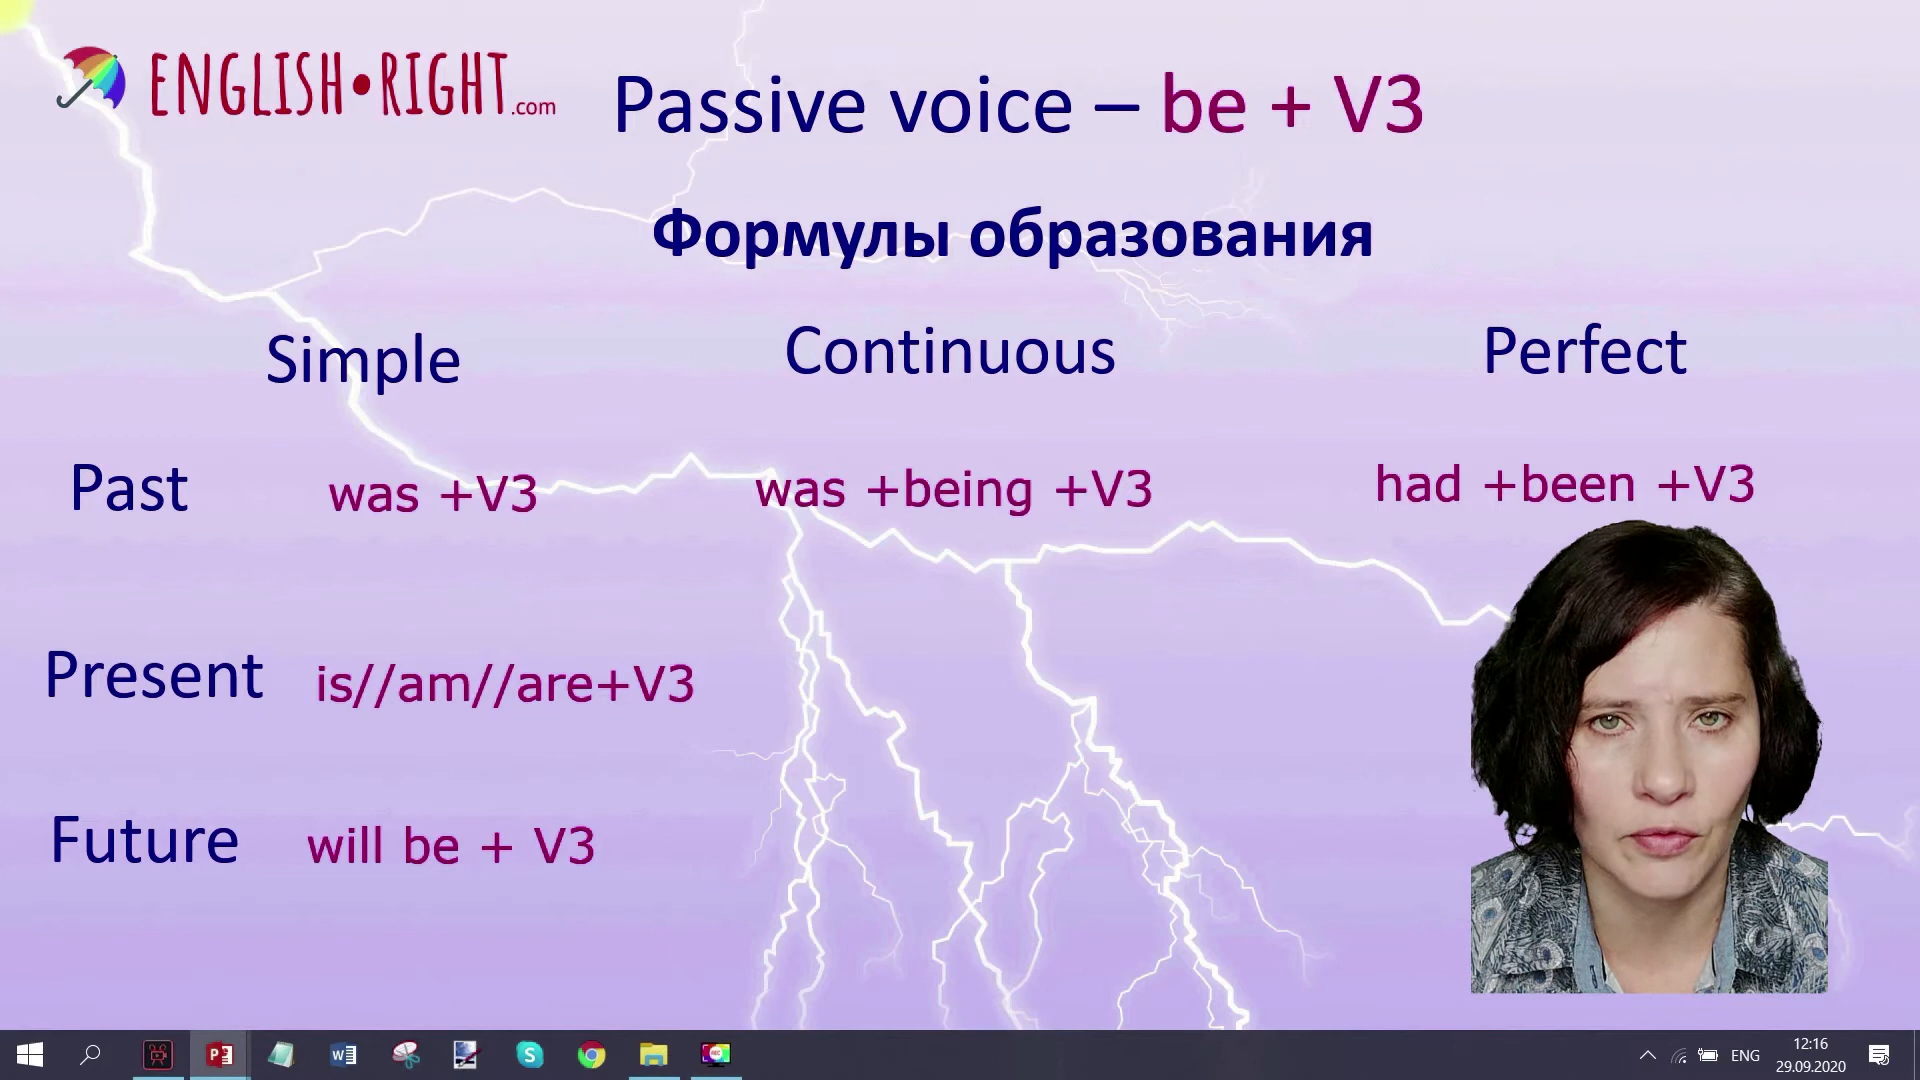 ENGLISH•RIGHT.com
Passive voice – be + V3
Формулы образования
Simple Continuous Perfect
Past was +V3 was +being +V3 had +been +V3
Present is//am//are+V3
Future will be + V3
ENG 12:16
29.09.2020